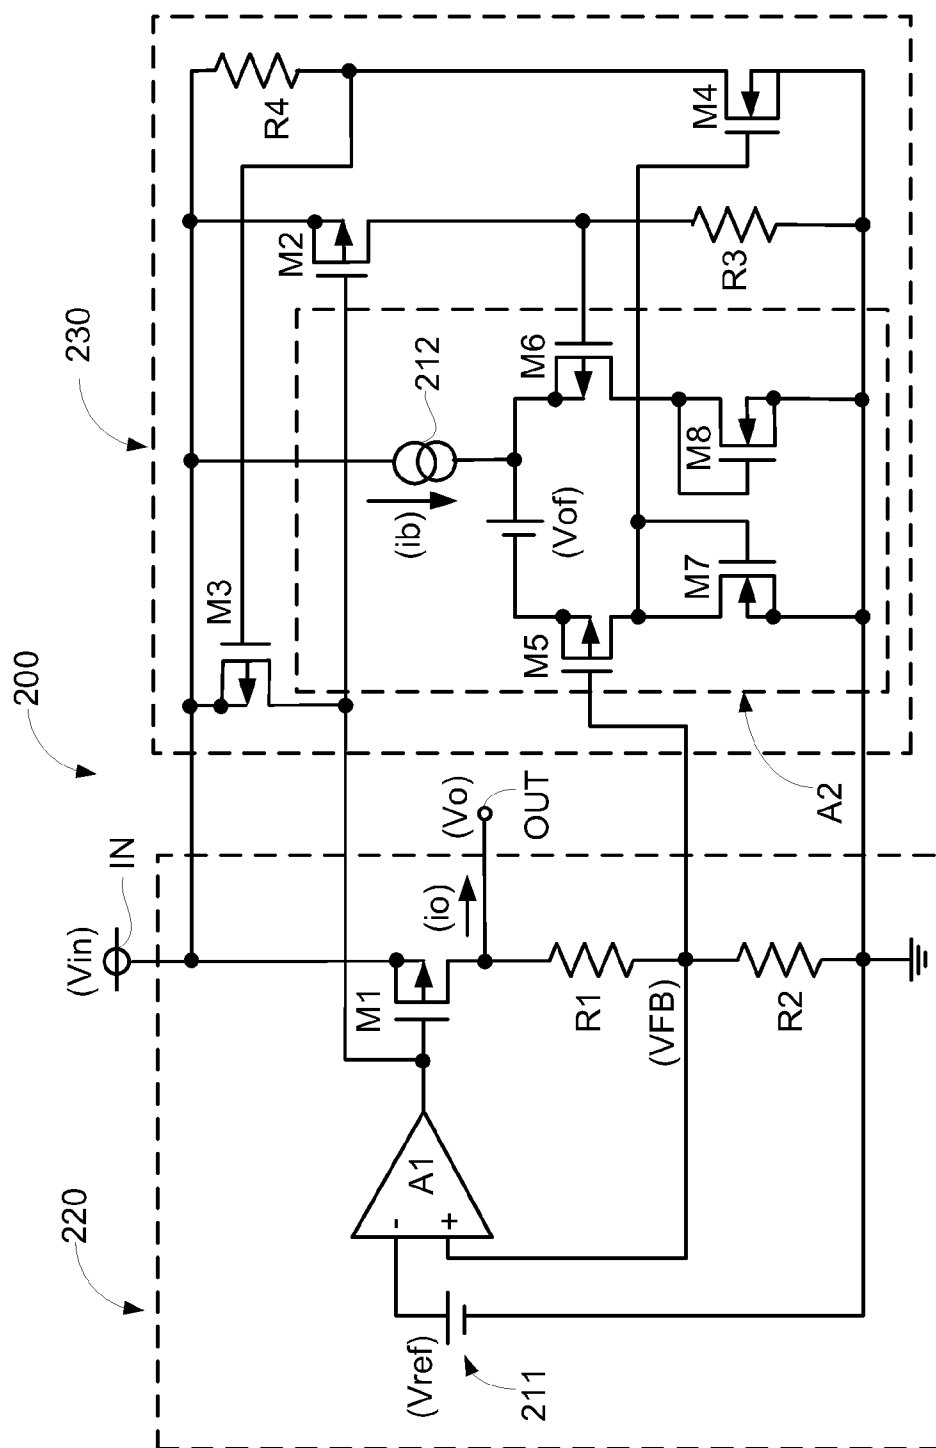 200
220
230
(Vin)
IN
M3
M2
R4
212
(ib)
M1
A1
-
+
(io)
(Vo)
OUT
(Vof)
M5
M6
M4
(Vref)
211
R1
(VFB)
R2
M7
M8
R3
A2